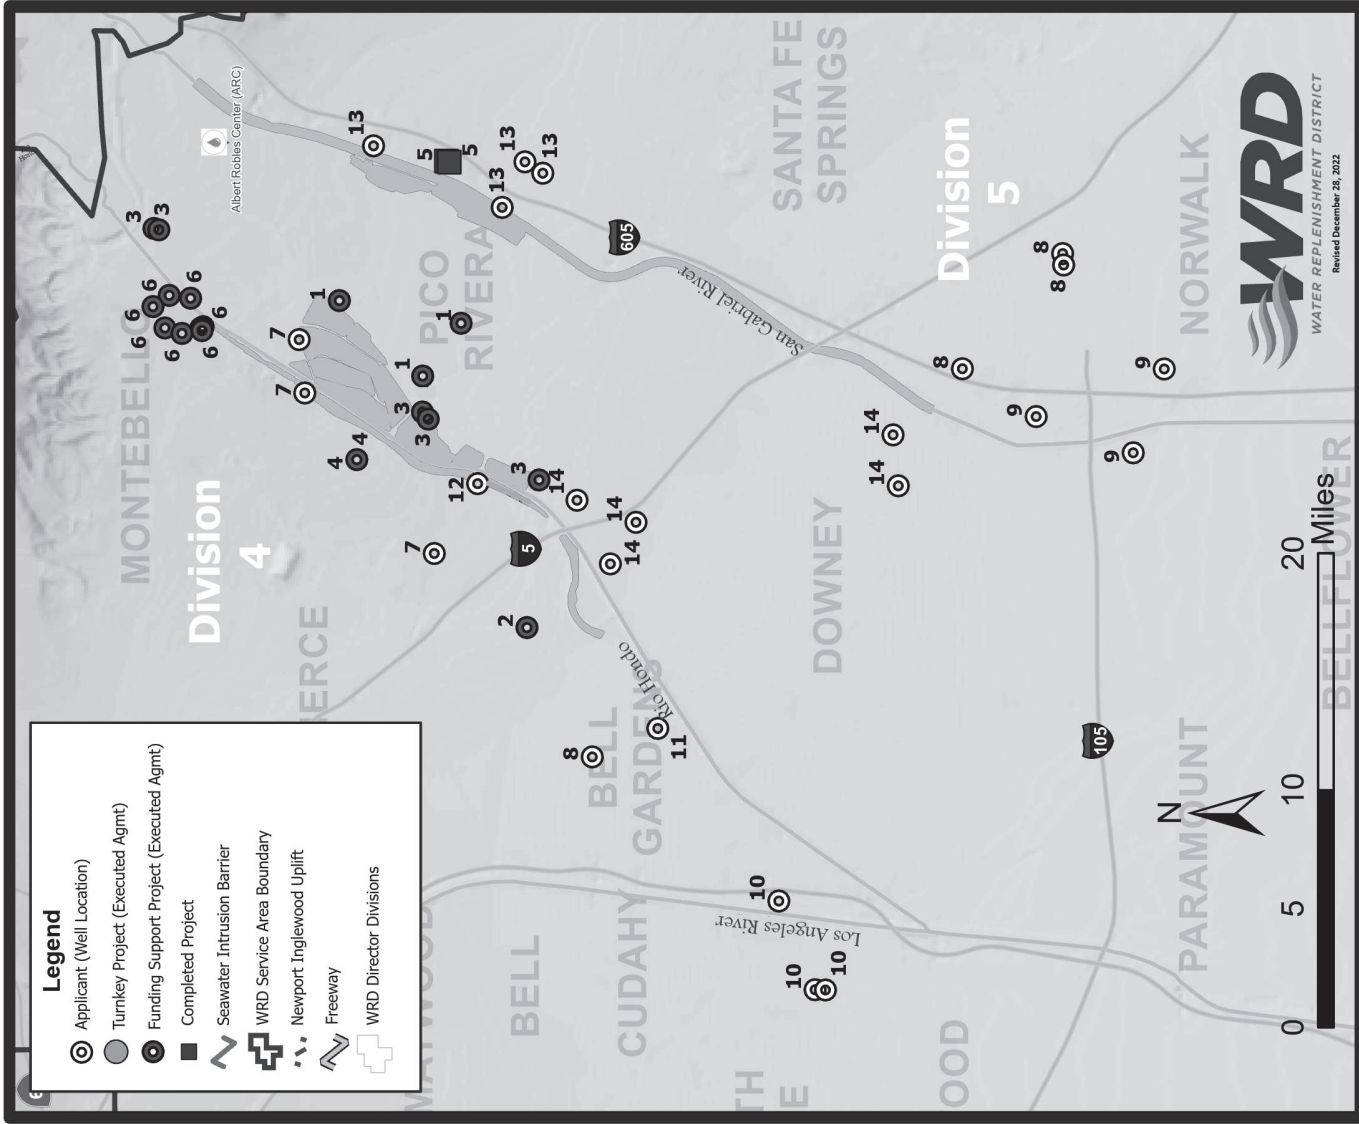 Legend
Applicant (Well Location)
Turnkey Project (Executed Agmt)
Funding Support Project (Executed Agmt)
Completed Project
Seawater Intrusion Barrier
WRD Service Area Boundary
Newport Inglewood Uplift
Freeway
WRD Director Divisions
MONTEBELLO
Division
4
Albert Robles Center (ARC)
3
3
6
6
6
6
6
6
6
7
7
7
1
1
1
3
3
3
4
4
12
2
5
PICO
RIVERA
13
13
13
13
5
5
605
San Gabriel River
SANTA FE
SPRINGS
Division
5
14
14
14
14
14
BELL
GARDENS
Rio Hondo
8
11
DOWNEY
8
8
8
9
9
9
NORWALK
BELL
CUDAHY
Los Angeles River
10
10
10
105
PARAMOUNT
BELLFLOWER
OOD
TH
E
N
0
5
10
20
Miles
WRD
WATER REPLENISHMENT DISTRICT
Revised December 28, 2022